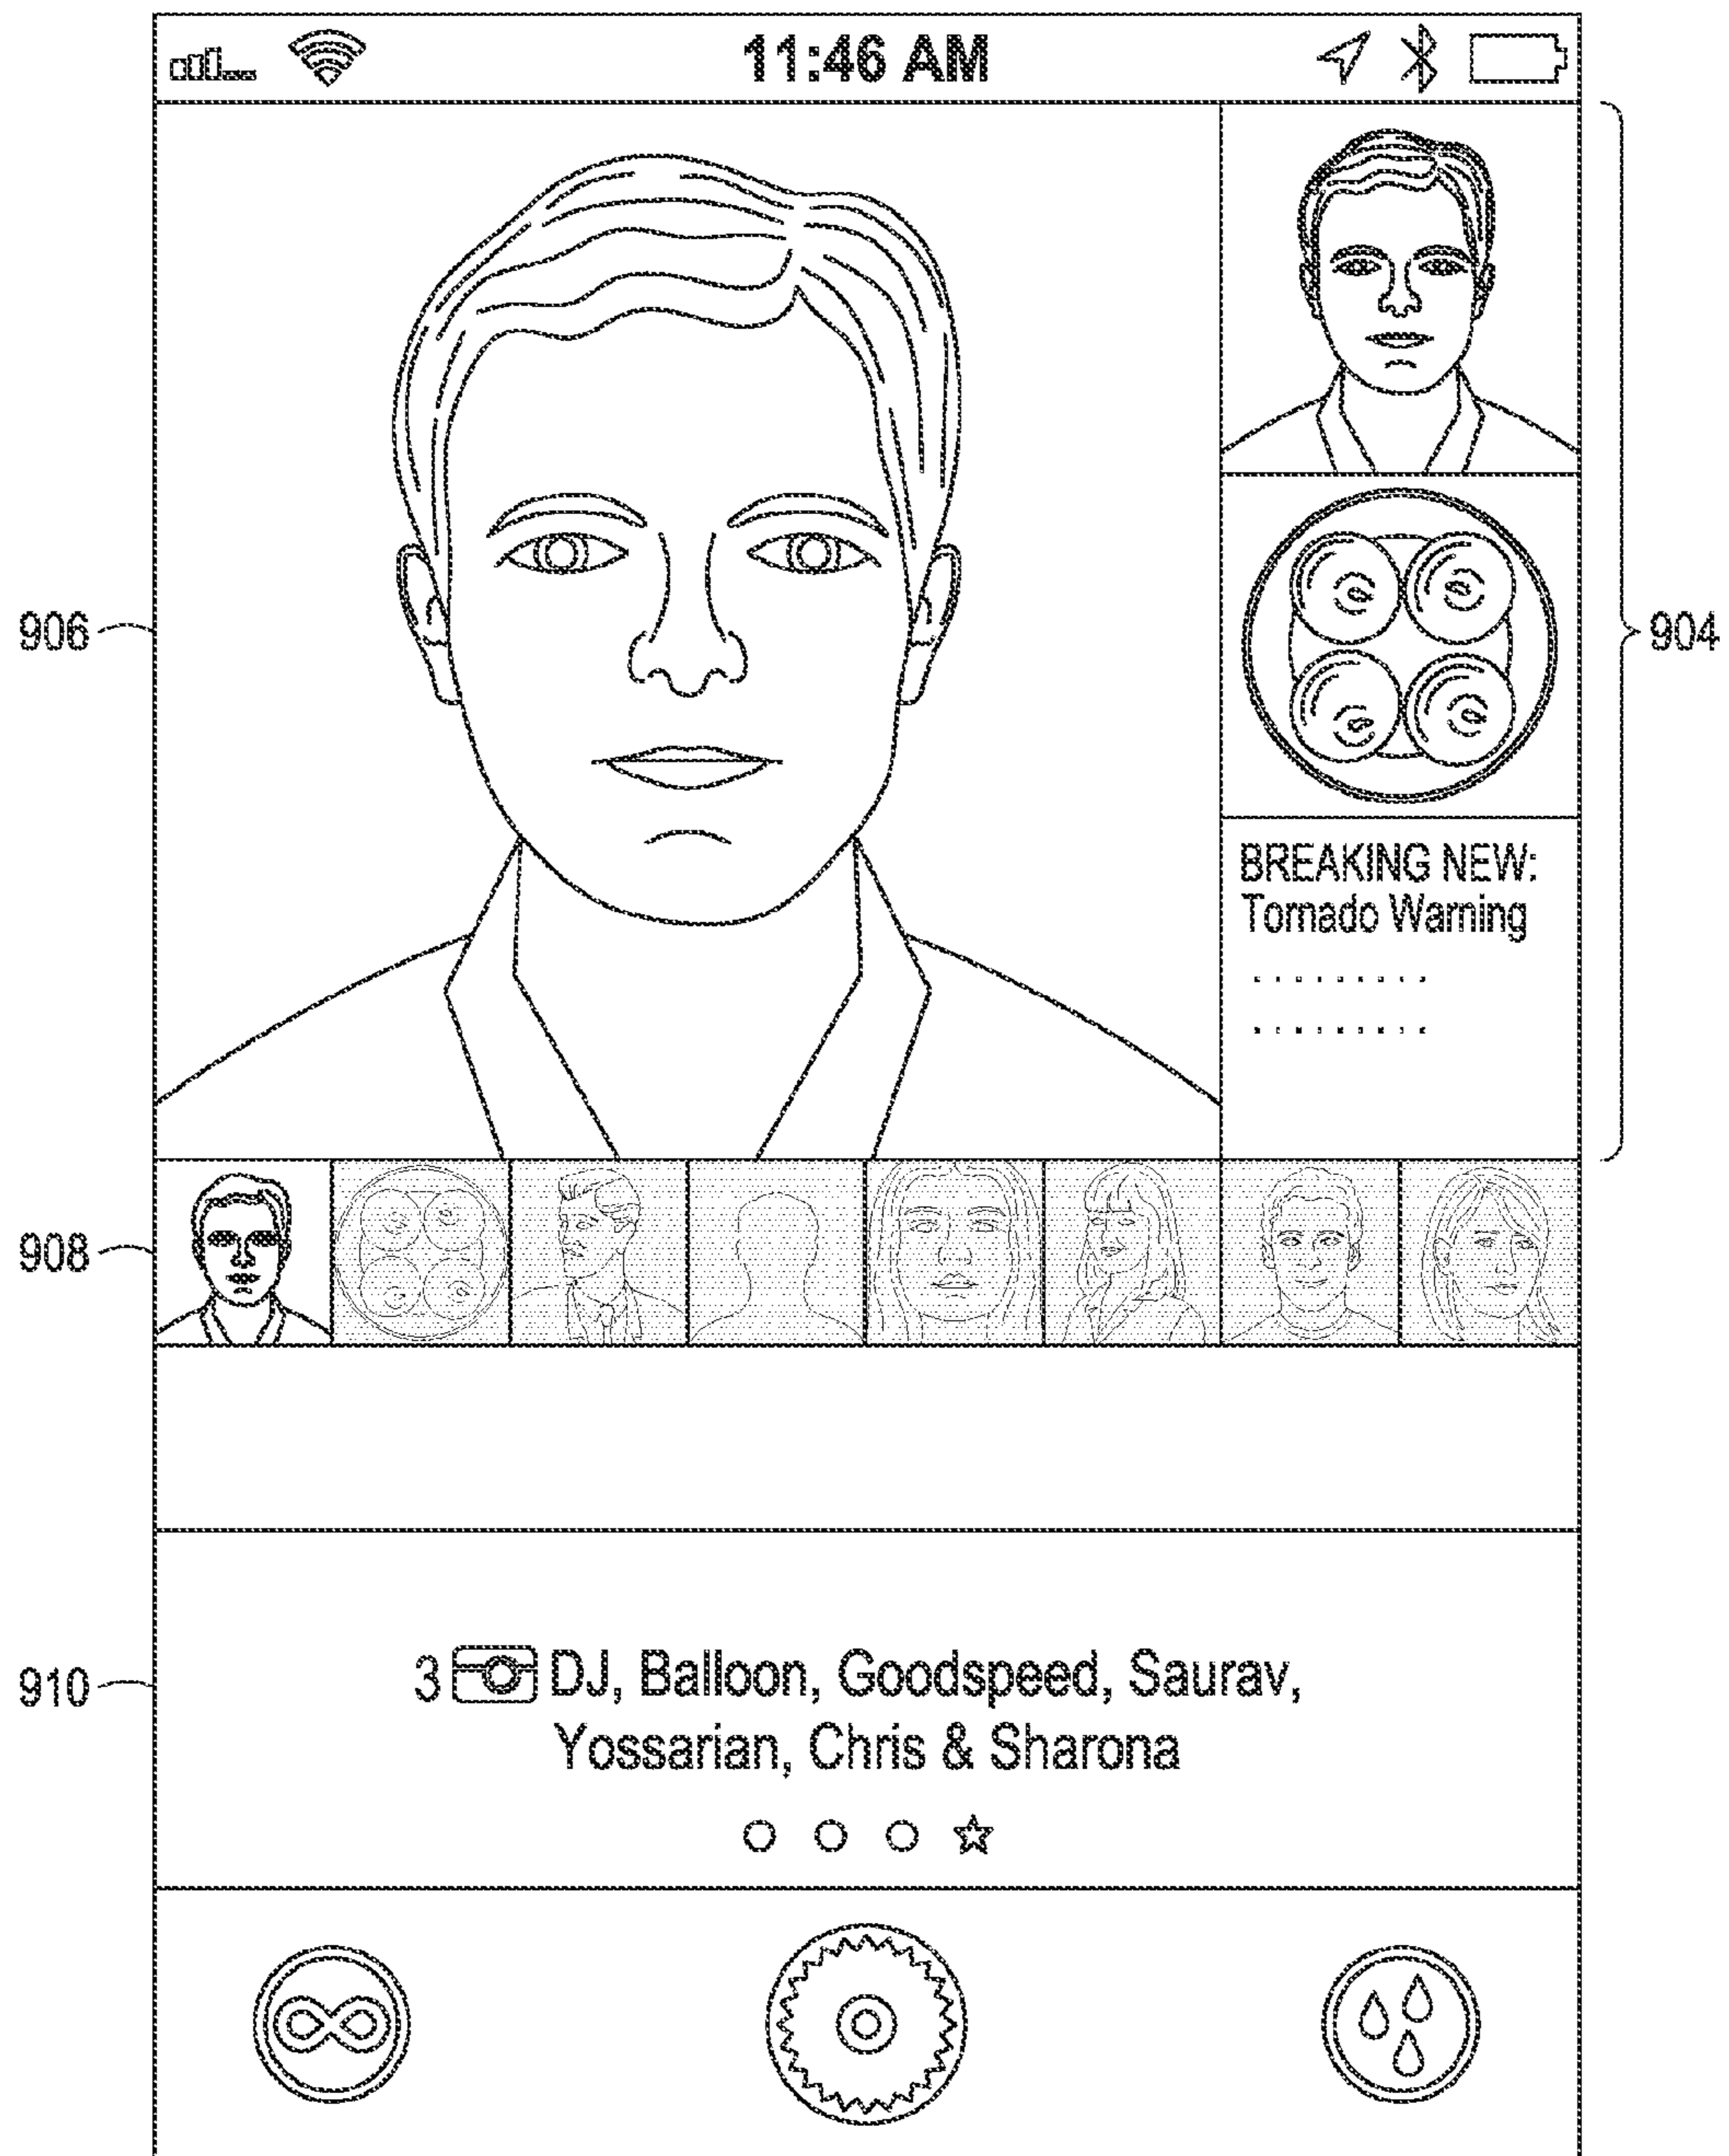 11:46 AM
906
904
BREAKING NEW:
Tornado Warning
908
910
3 DJ, Balloon, Goodspeed, Saurav,
Yossarian, Chris & Sharona